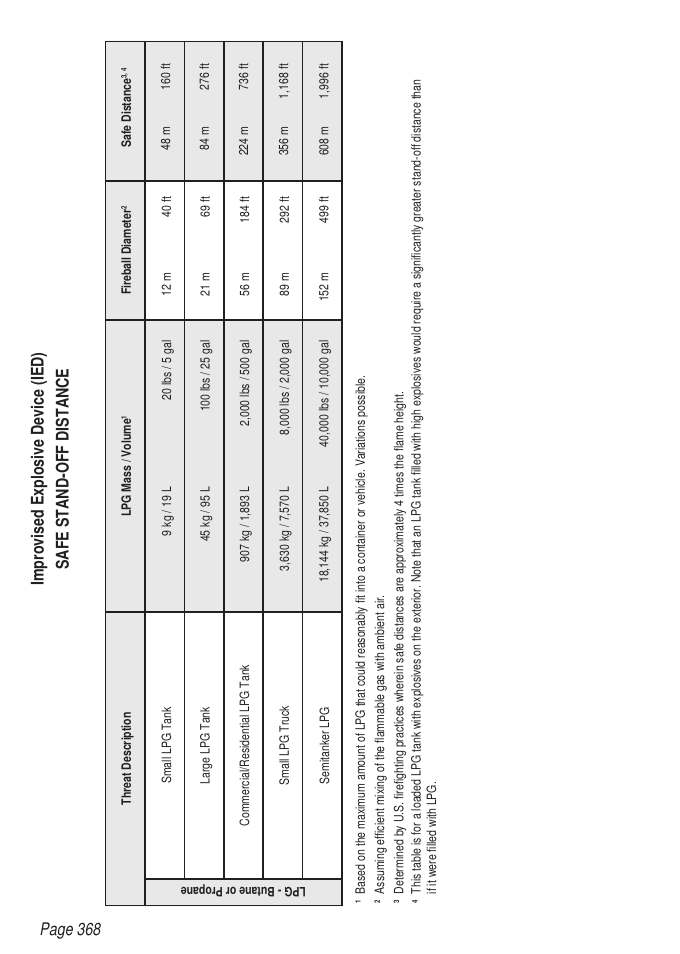 Improvised Explosive Device (IED)
SAFE STAND-OFF DISTANCE
Threat Description LPG Mass / Volume¹ Fireball Diameter² Safe Distance³, ⁴
LPG - Butane or Propane
Small LPG Tank 9 kg / 19 L 20 lbs / 5 gal 12 m 40 ft 48 m 160 ft
Large LPG Tank 45 kg / 95 L 100 lbs / 25 gal 21 m 69 ft 84 m 276 ft
Commercial/Residential LPG Tank 907 kg / 1,893 L 2,000 lbs / 500 gal 56 m 184 ft 224 m 736 ft
Small LPG Truck 3,630 kg / 7,570 L 8,000 lbs / 2,000 gal 89 m 292 ft 356 m 1,168 ft
Semitanker LPG 18,144 kg / 37,850 L 40,000 lbs / 10,000 gal 152 m 499 ft 608 m 1,996 ft
¹ Based on the maximum amount of LPG that could reasonably fit into a container or vehicle. Variations possible.
² Assuming efficient mixing of the flammable gas with ambient air.
³ Determined by U.S. firefighting practices wherein safe distances are approximately 4 times the flame height.
⁴ This table is for a loaded LPG tank with explosives on the exterior. Note that an LPG tank filled with high explosives would require a significantly greater stand-off distance than
if it were filled with LPG.
Page 368